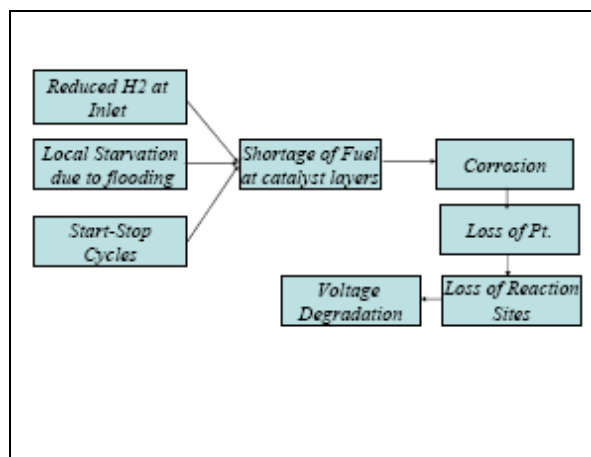 Reduced H2 at
Inlet
Local Starvation
due to flooding
Start-Stop
Cycles
Shortage of Fuel
at catalyst layers
Corrosion
Loss of Pt.
Loss of Reaction
Sites
Voltage
Degradation